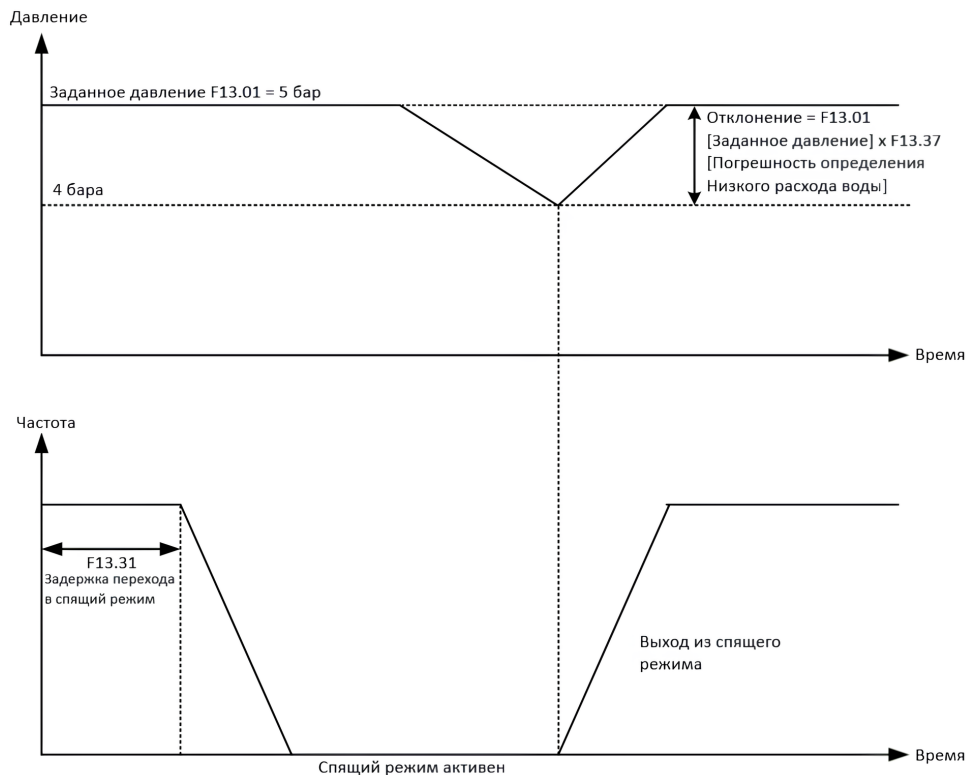 Давление
Заданное давление F13.01 = 5 бар
Отклонение = F13.01
[Заданное давление] x F13.37
[Погрешность определения
Низкого расхода воды]
4 бара
Время
Частота
F13.31
Задержка перехода
в спящий режим
Выход из спящего
режима
Время
Спящий режим активен